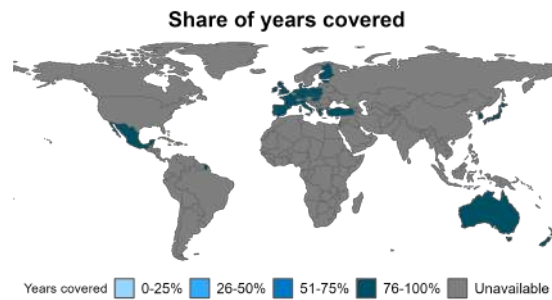 Share of years covered
Years covered 0-25% 26-50% 51-75% 76-100% Unavailable